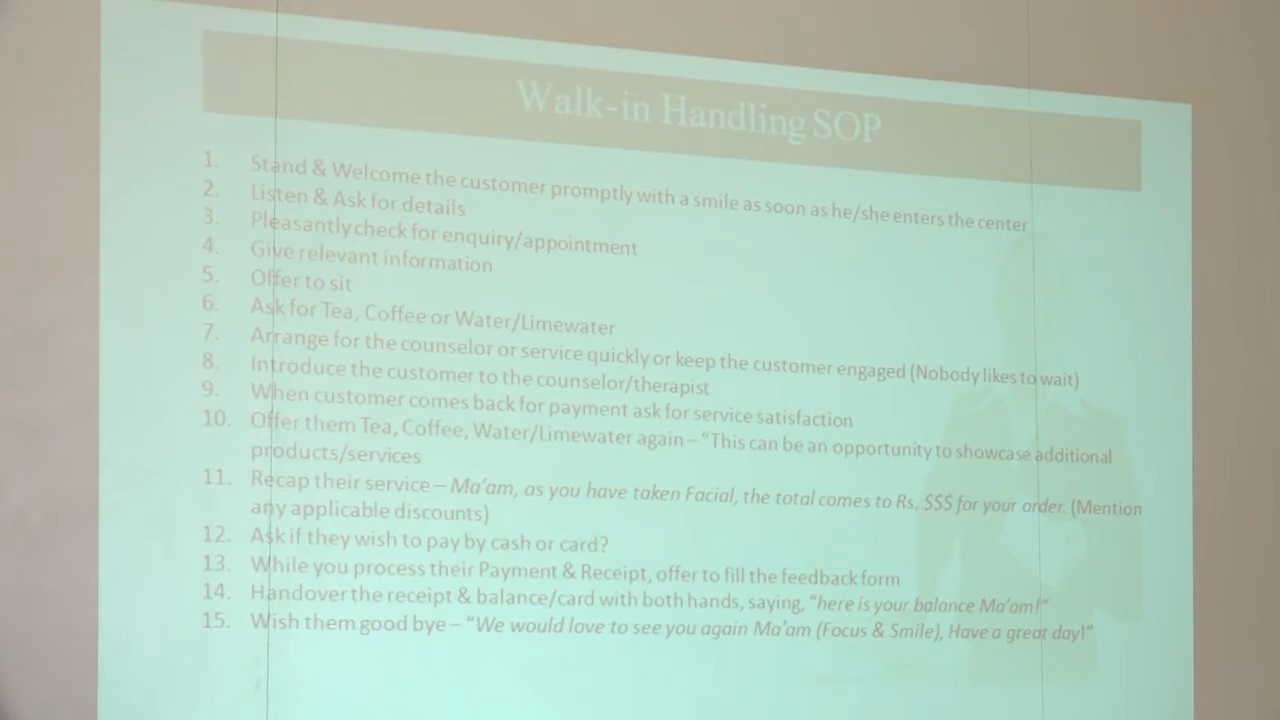 Walk-in Handling SOP
1. Stand & Welcome the customer promptly with a smile as soon as he/she enters the center
2. Listen & Ask for details
3. Pleasantly check for enquiry/appointment
4. Give relevant information
5. Offer to sit
6. Ask for Tea, Coffee or Water/Limewater
7. Arrange for the counselor or service quickly or keep the customer engaged (Nobody likes to wait)
8. Introduce the customer to the counselor/therapist
9. When customer comes back for payment ask for service satisfaction
10. Offer them Tea, Coffee, Water/Limewater again – “This can be an opportunity to showcase additional
products/services
11. Recap their service – Ma’am, as you have taken Facial, the total comes to Rs. $$$ for your order. (Mention
any applicable discounts)
12. Ask if they wish to pay by cash or card?
13. While you process their Payment & Receipt, offer to fill the feedback form
14. Handover the receipt & balance/card with both hands, saying, “here is your balance Ma’am!”
15. Wish them good bye – “We would love to see you again Ma’am (Focus & Smile), Have a great day!”